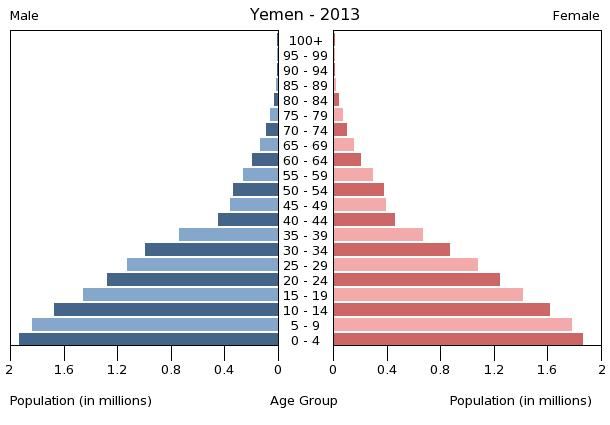 Yemen - 2013
Male
Female
100+
95 - 99
90 - 94
85 - 89
80 - 84
75 - 79
70 - 74
65 - 69
60 - 64
55 - 59
50 - 54
45 - 49
40 - 44
35 - 39
30 - 34
25 - 29
20 - 24
15 - 19
10 - 14
5 - 9
0 - 4
2 1.6 1.2 0.8 0.4 0 0 0.4 0.8 1.2 1.6 2
Population (in millions) Age Group Population (in millions)